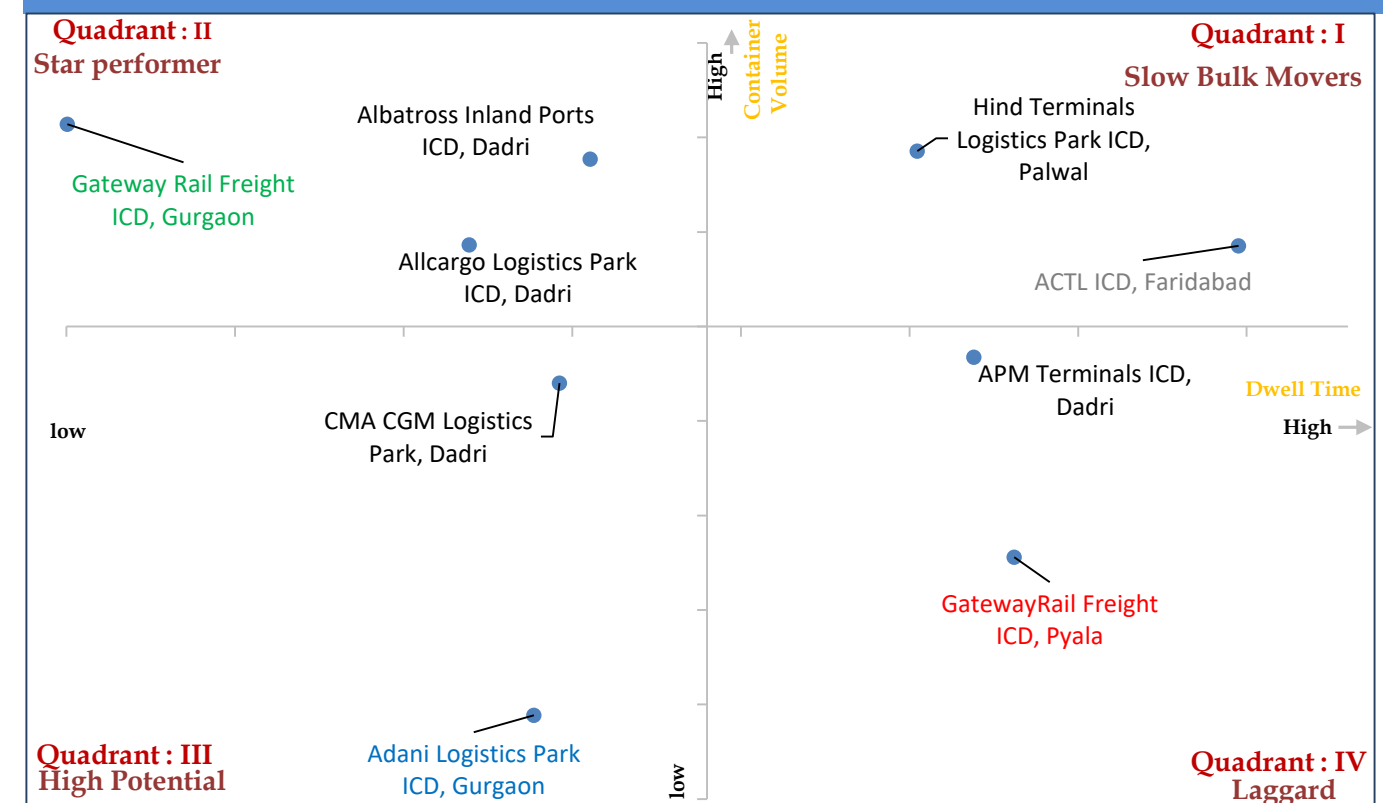 Quadrant : II
Star performer
High
Container
Volume
Quadrant : I
Slow Bulk Movers
Albatross Inland Ports
ICD, Dadri
Hind Terminals
Logistics Park ICD,
Palwal
Gateway Rail Freight
ICD, Gurgaon
Allcargo Logistics Park
ICD, Dadri
ACTL ICD, Faridabad
APM Terminals ICD,
Dadri
Dwell Time
High
low
CMA CGM Logistics
Park, Dadri
GatewayRail Freight
ICD, Pyala
Quadrant : III
High Potential
Adani Logistics Park
ICD, Gurgaon
low
Quadrant : IV
Laggard